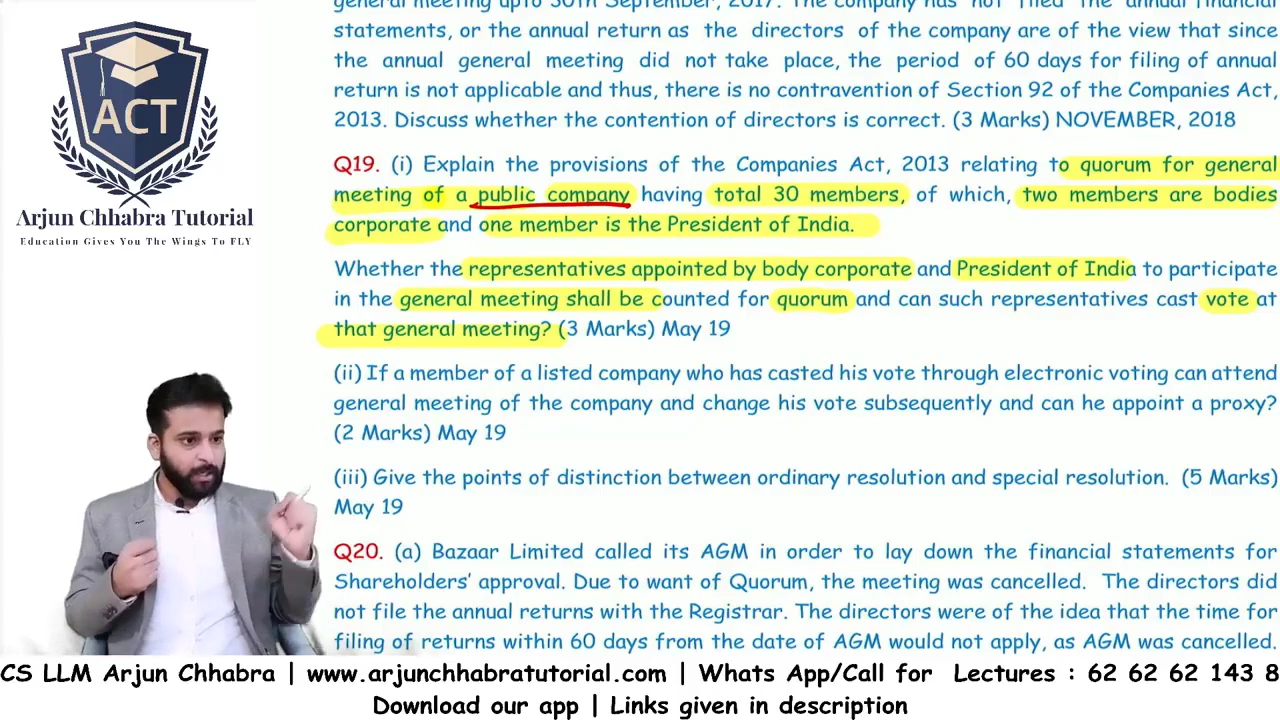 general meeting upto 30th September, 2017. The company has not filed the annual financial
statements, or the annual return as the directors of the company are of the view that since
the annual general meeting did not take place, the period of 60 days for filing of annual
return is not applicable and thus, there is no contravention of Section 92 of the Companies Act,
2013. Discuss whether the contention of directors is correct. (3 Marks) NOVEMBER, 2018
ACT
Arjun Chhabra Tutorial
Education Gives You The Wings To FLY
Q19. (i) Explain the provisions of the Companies Act, 2013 relating to quorum for general
meeting of a public company having total 30 members, of which, two members are bodies
corporate and one member is the President of India.
Whether the representatives appointed by body corporate and President of India to participate
in the general meeting shall be counted for quorum and can such representatives cast vote at
that general meeting? (3 Marks) May 19
(ii) If a member of a listed company who has casted his vote through electronic voting can attend
general meeting of the company and change his vote subsequently and can he appoint a proxy?
(2 Marks) May 19
(iii) Give the points of distinction between ordinary resolution and special resolution. (5 Marks)
May 19
Q20. (a) Bazaar Limited called its AGM in order to lay down the financial statements for
Shareholders' approval. Due to want of Quorum, the meeting was cancelled. The directors did
not file the annual returns with the Registrar. The directors were of the idea that the time for
filing of returns within 60 days from the date of AGM would not apply, as AGM was cancelled.
CS LLM Arjun Chhabra | www.arjunchhabratutorial.com | Whats App/Call for Lectures : 62 62 62 143 8
Download our app | Links given in description